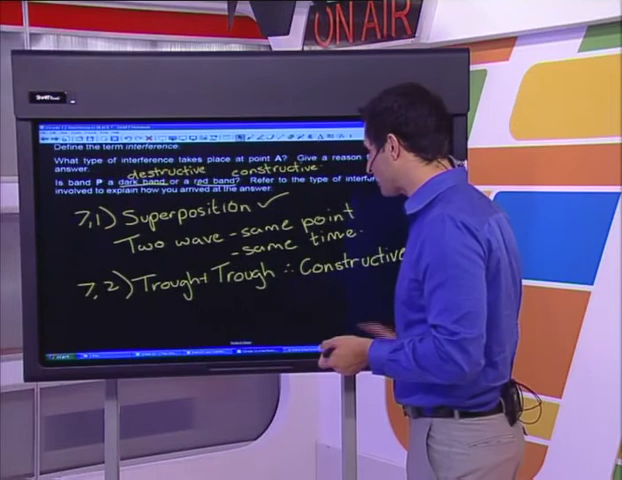 ON AIR
Define the term interference.
What type of interference takes place at point A? Give a reason
answer.
destructive constructive
Is band P a dark band or a red band? Refer to the type of
involved to explain how you arrived at the answer.
7,1) Superposition ✓
Two wave - same point
- same time.
7,2) Trough + Trough ∴ Constructive